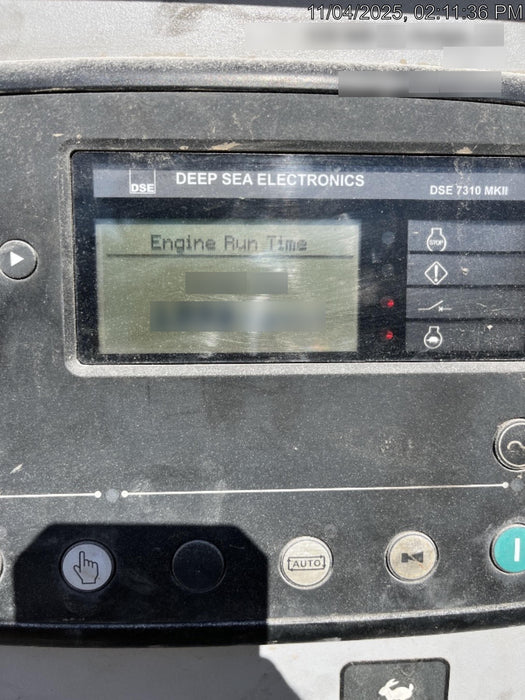 11/04/2025, 02:11:36 PM
DSE
DEEP SEA ELECTRONICS
DSE 7310 MKII
Engine Run Time
STOP
AUTO